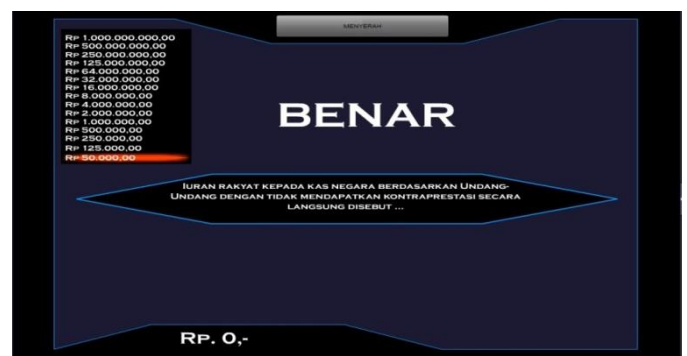 MENYERAH
Rp 1.000.000.000,00
Rp 500.000.000,00
Rp 250.000.000,00
Rp 125.000.000,00
Rp 64.000.000,00
Rp 32.000.000,00
Rp 16.000.000,00
Rp 8.000.000,00
Rp 4.000.000,00
Rp 2.000.000,00
Rp 1.000.000,00
Rp 500.000,00
Rp 250.000,00
Rp 125.000,00
Rp 50.000,00
BENAR
Iuran rakyat kepada kas negara berdasarkan Undang-
Undang dengan tidak mendapatkan kontraprestasi secara
langsung disebut ...
Rp. 0,-